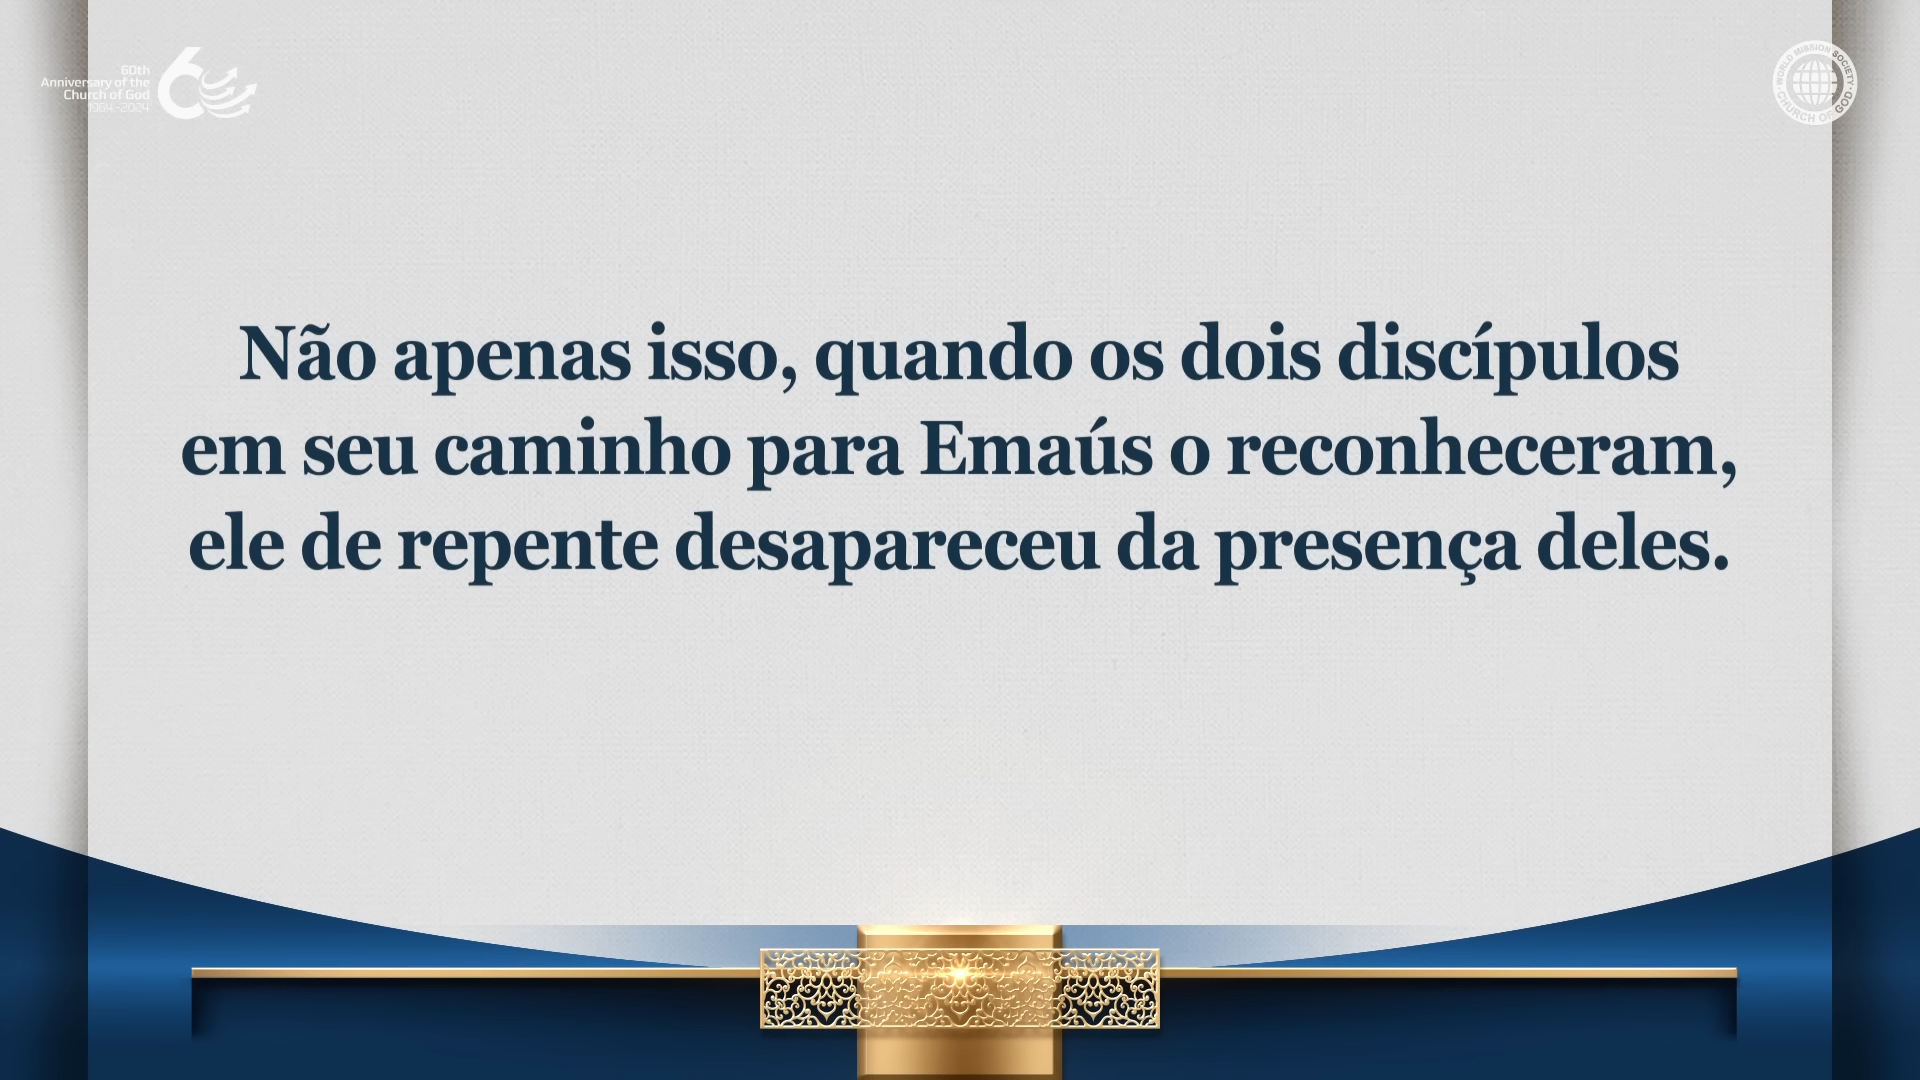 60th
Anniversary of the
Church of God
1964-2024
WORLD MISSION SOCIETY
CHURCH OF GOD
Não apenas isso, quando os dois discípulos
em seu caminho para Emaús o reconheceram,
ele de repente desapareceu da presença deles.